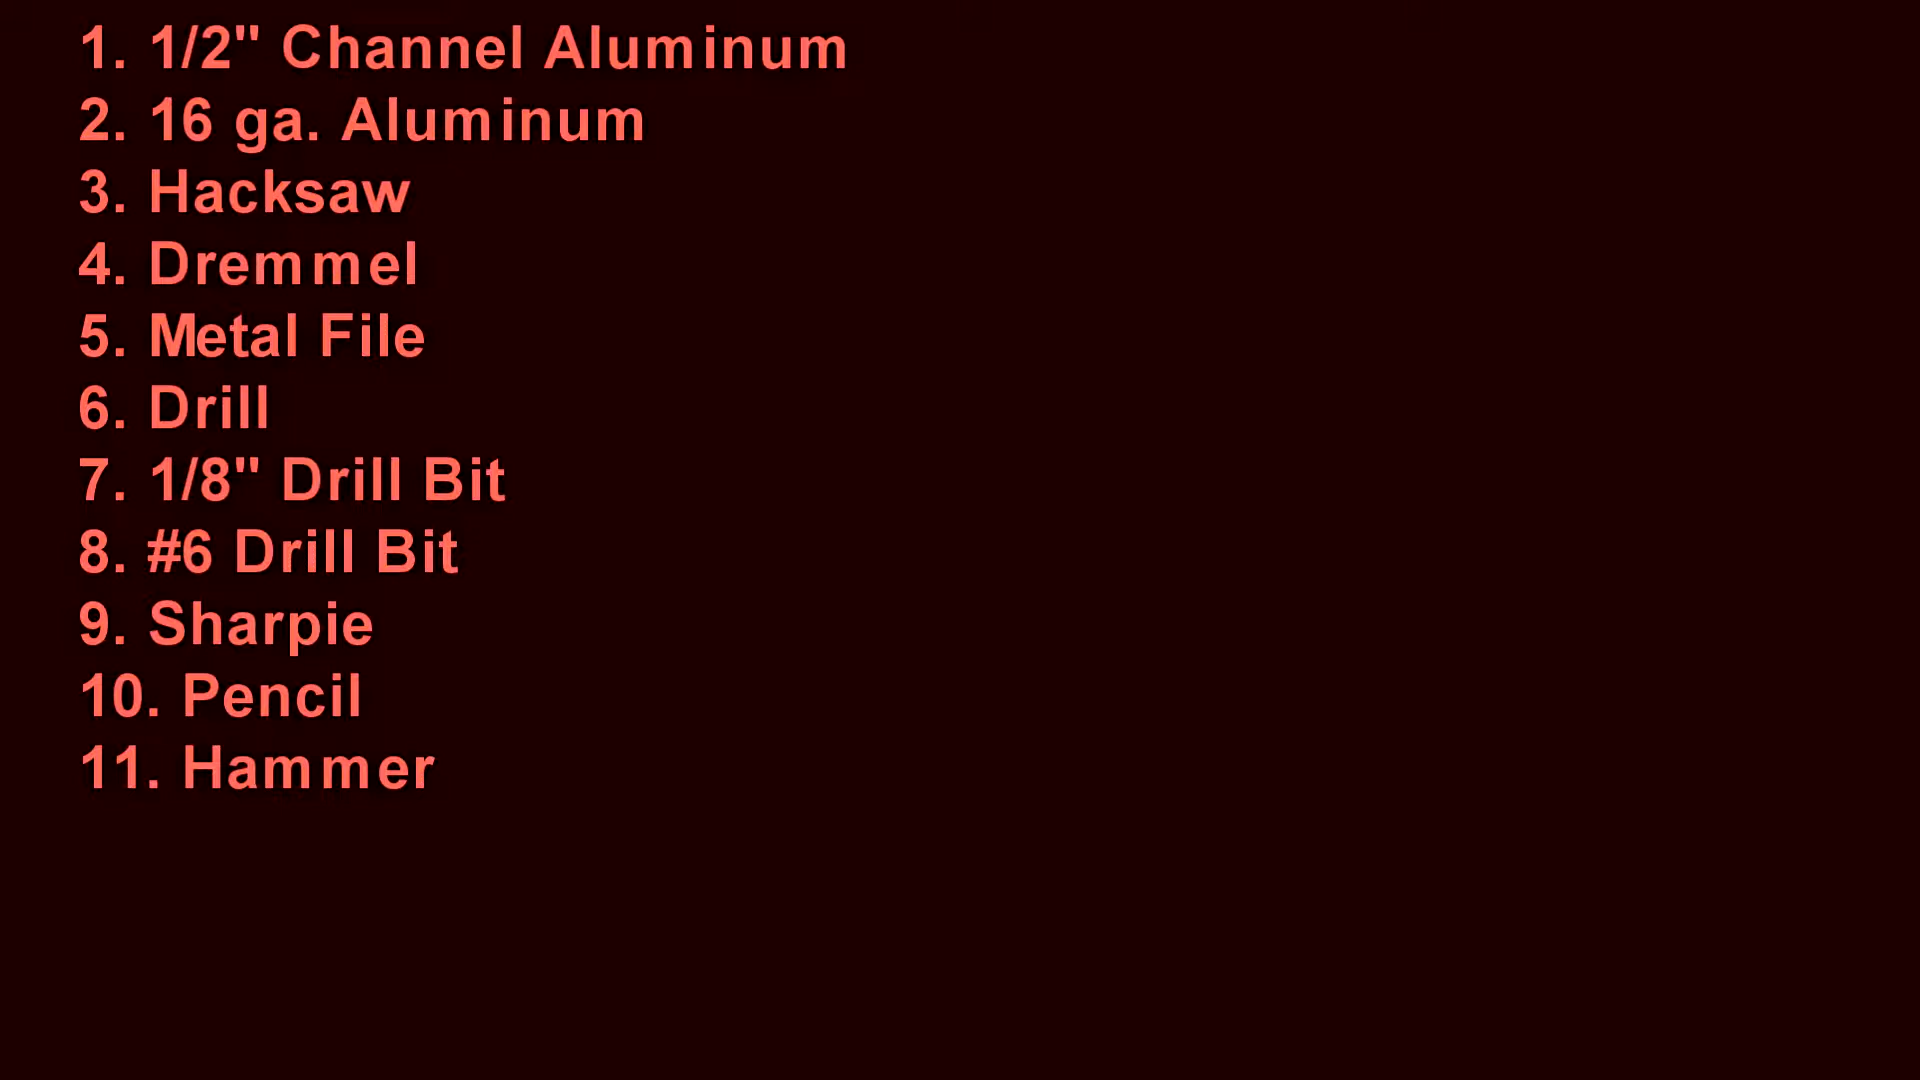 1. 1/2" Channel Aluminum
2. 16 ga. Aluminum
3. Hacksaw
4. Dremmel
5. Metal File
6. Drill
7. 1/8" Drill Bit
8. #6 Drill Bit
9. Sharpie
10. Pencil
11. Hammer